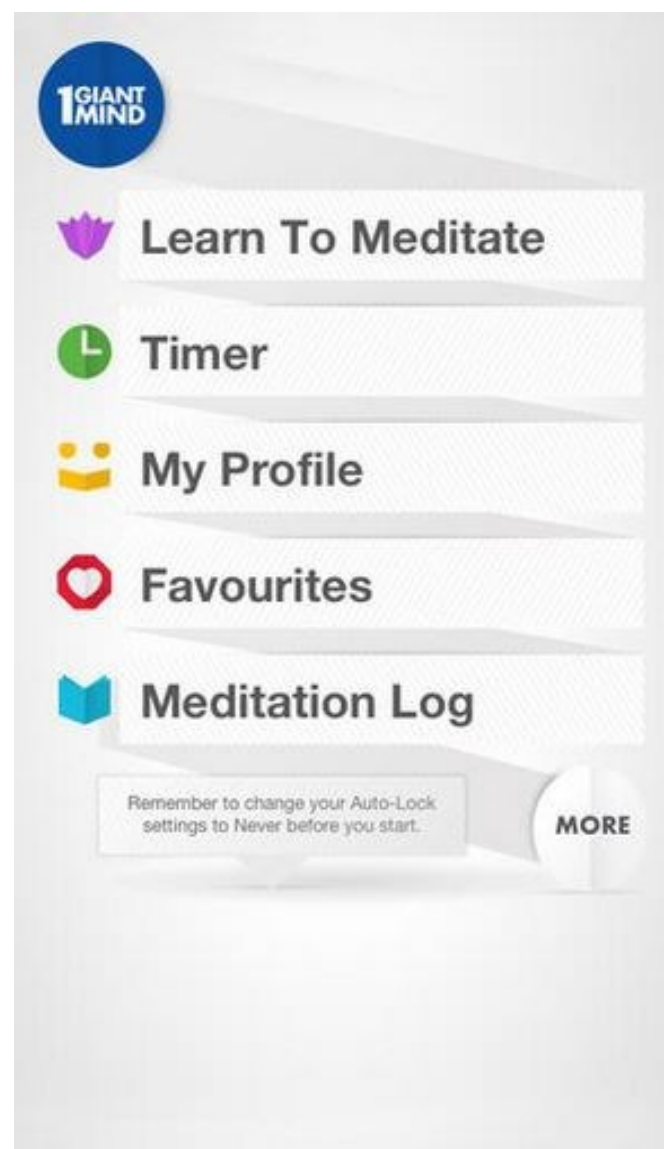 1GIANT
MIND
Learn To Meditate
Timer
My Profile
Favourites
Meditation Log
Remember to change your Auto-Lock
settings to Never before you start.
MORE